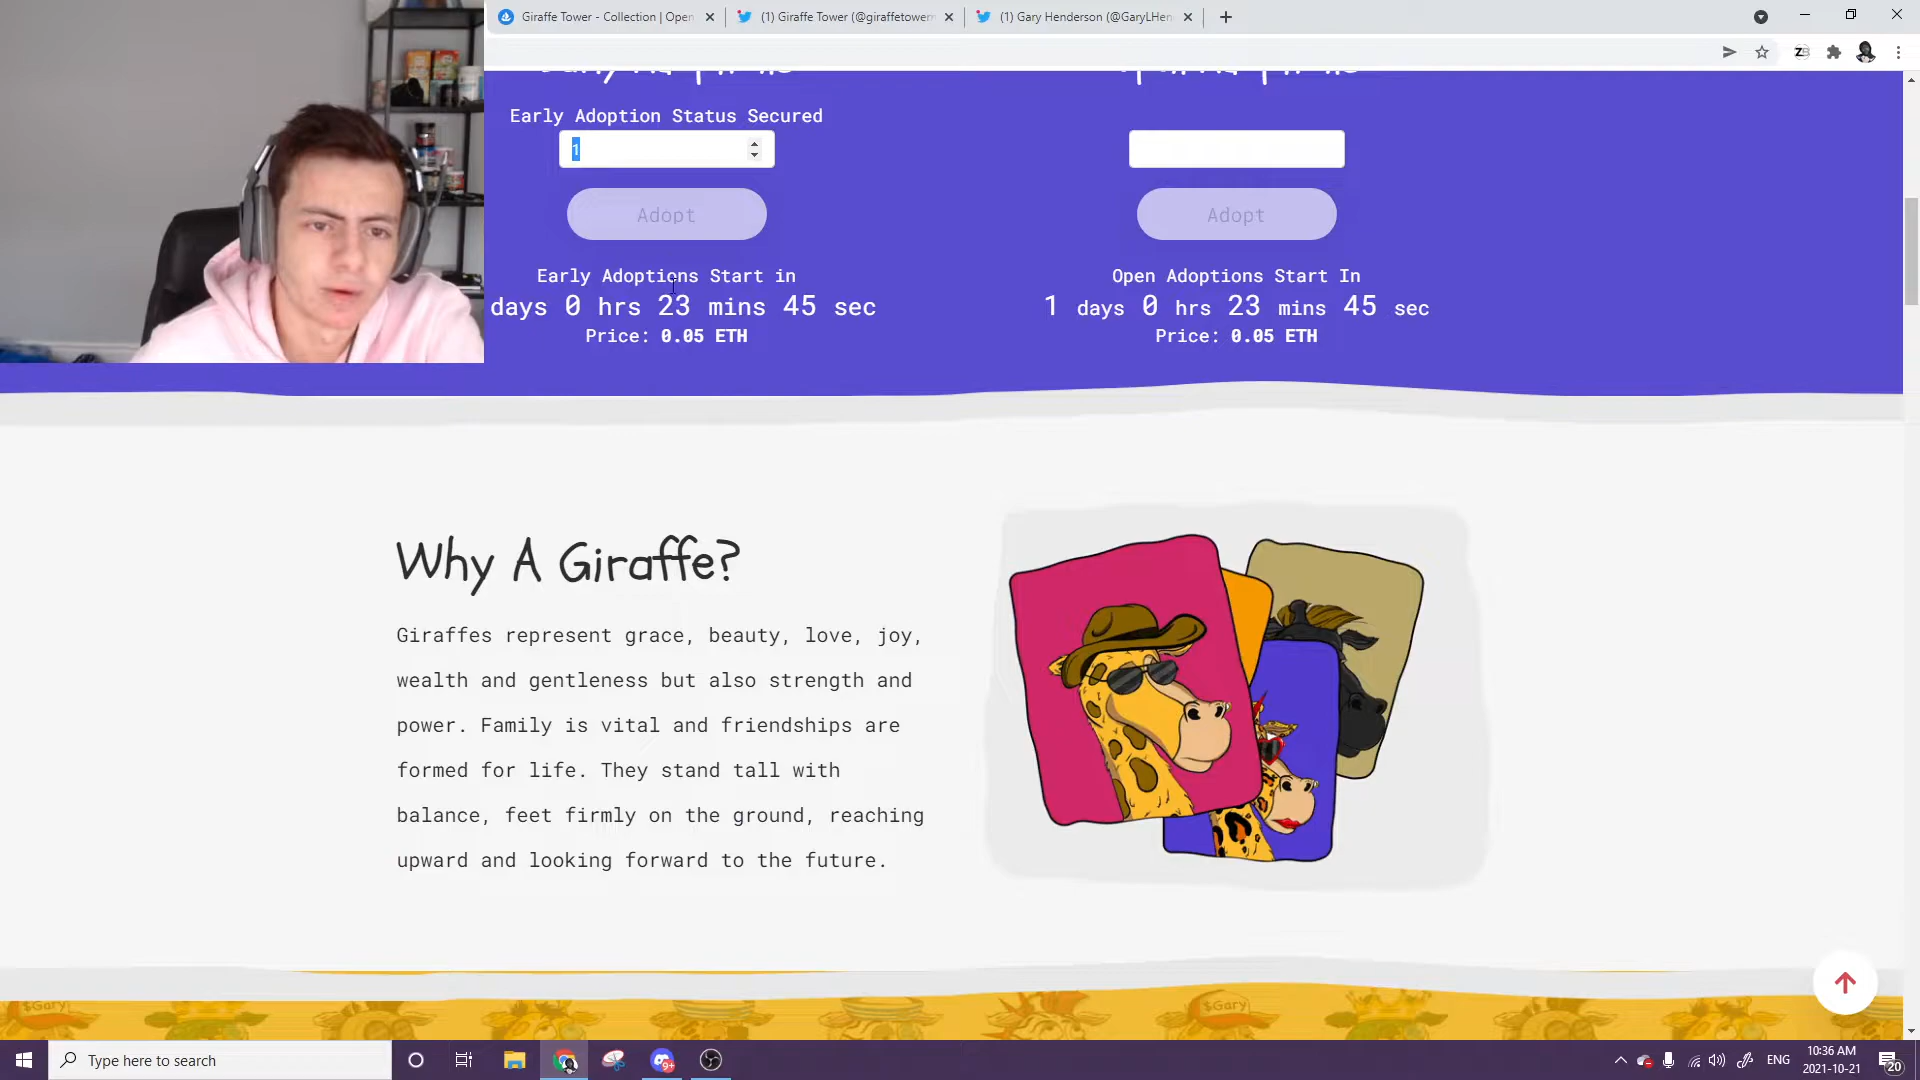 Giraffe Tower - Collection | Open
(1) Giraffe Tower (@giraffetower
(1) Gary Henderson (@GaryLHen
Early Adoption Status Secured
1
Adopt
Adopt
Early Adoptions Start in
days 0 hrs 23 mins 45 sec
Price: 0.05 ETH
Open Adoptions Start In
1 days 0 hrs 23 mins 45 sec
Price: 0.05 ETH
Why A Giraffe?
Giraffes represent grace, beauty, love, joy,
wealth and gentleness but also strength and
power. Family is vital and friendships are
formed for life. They stand tall with
balance, feet firmly on the ground, reaching
upward and looking forward to the future.
$Gary
$Gary
Type here to search
9+
ENG
10:36 AM
2021-10-21
20